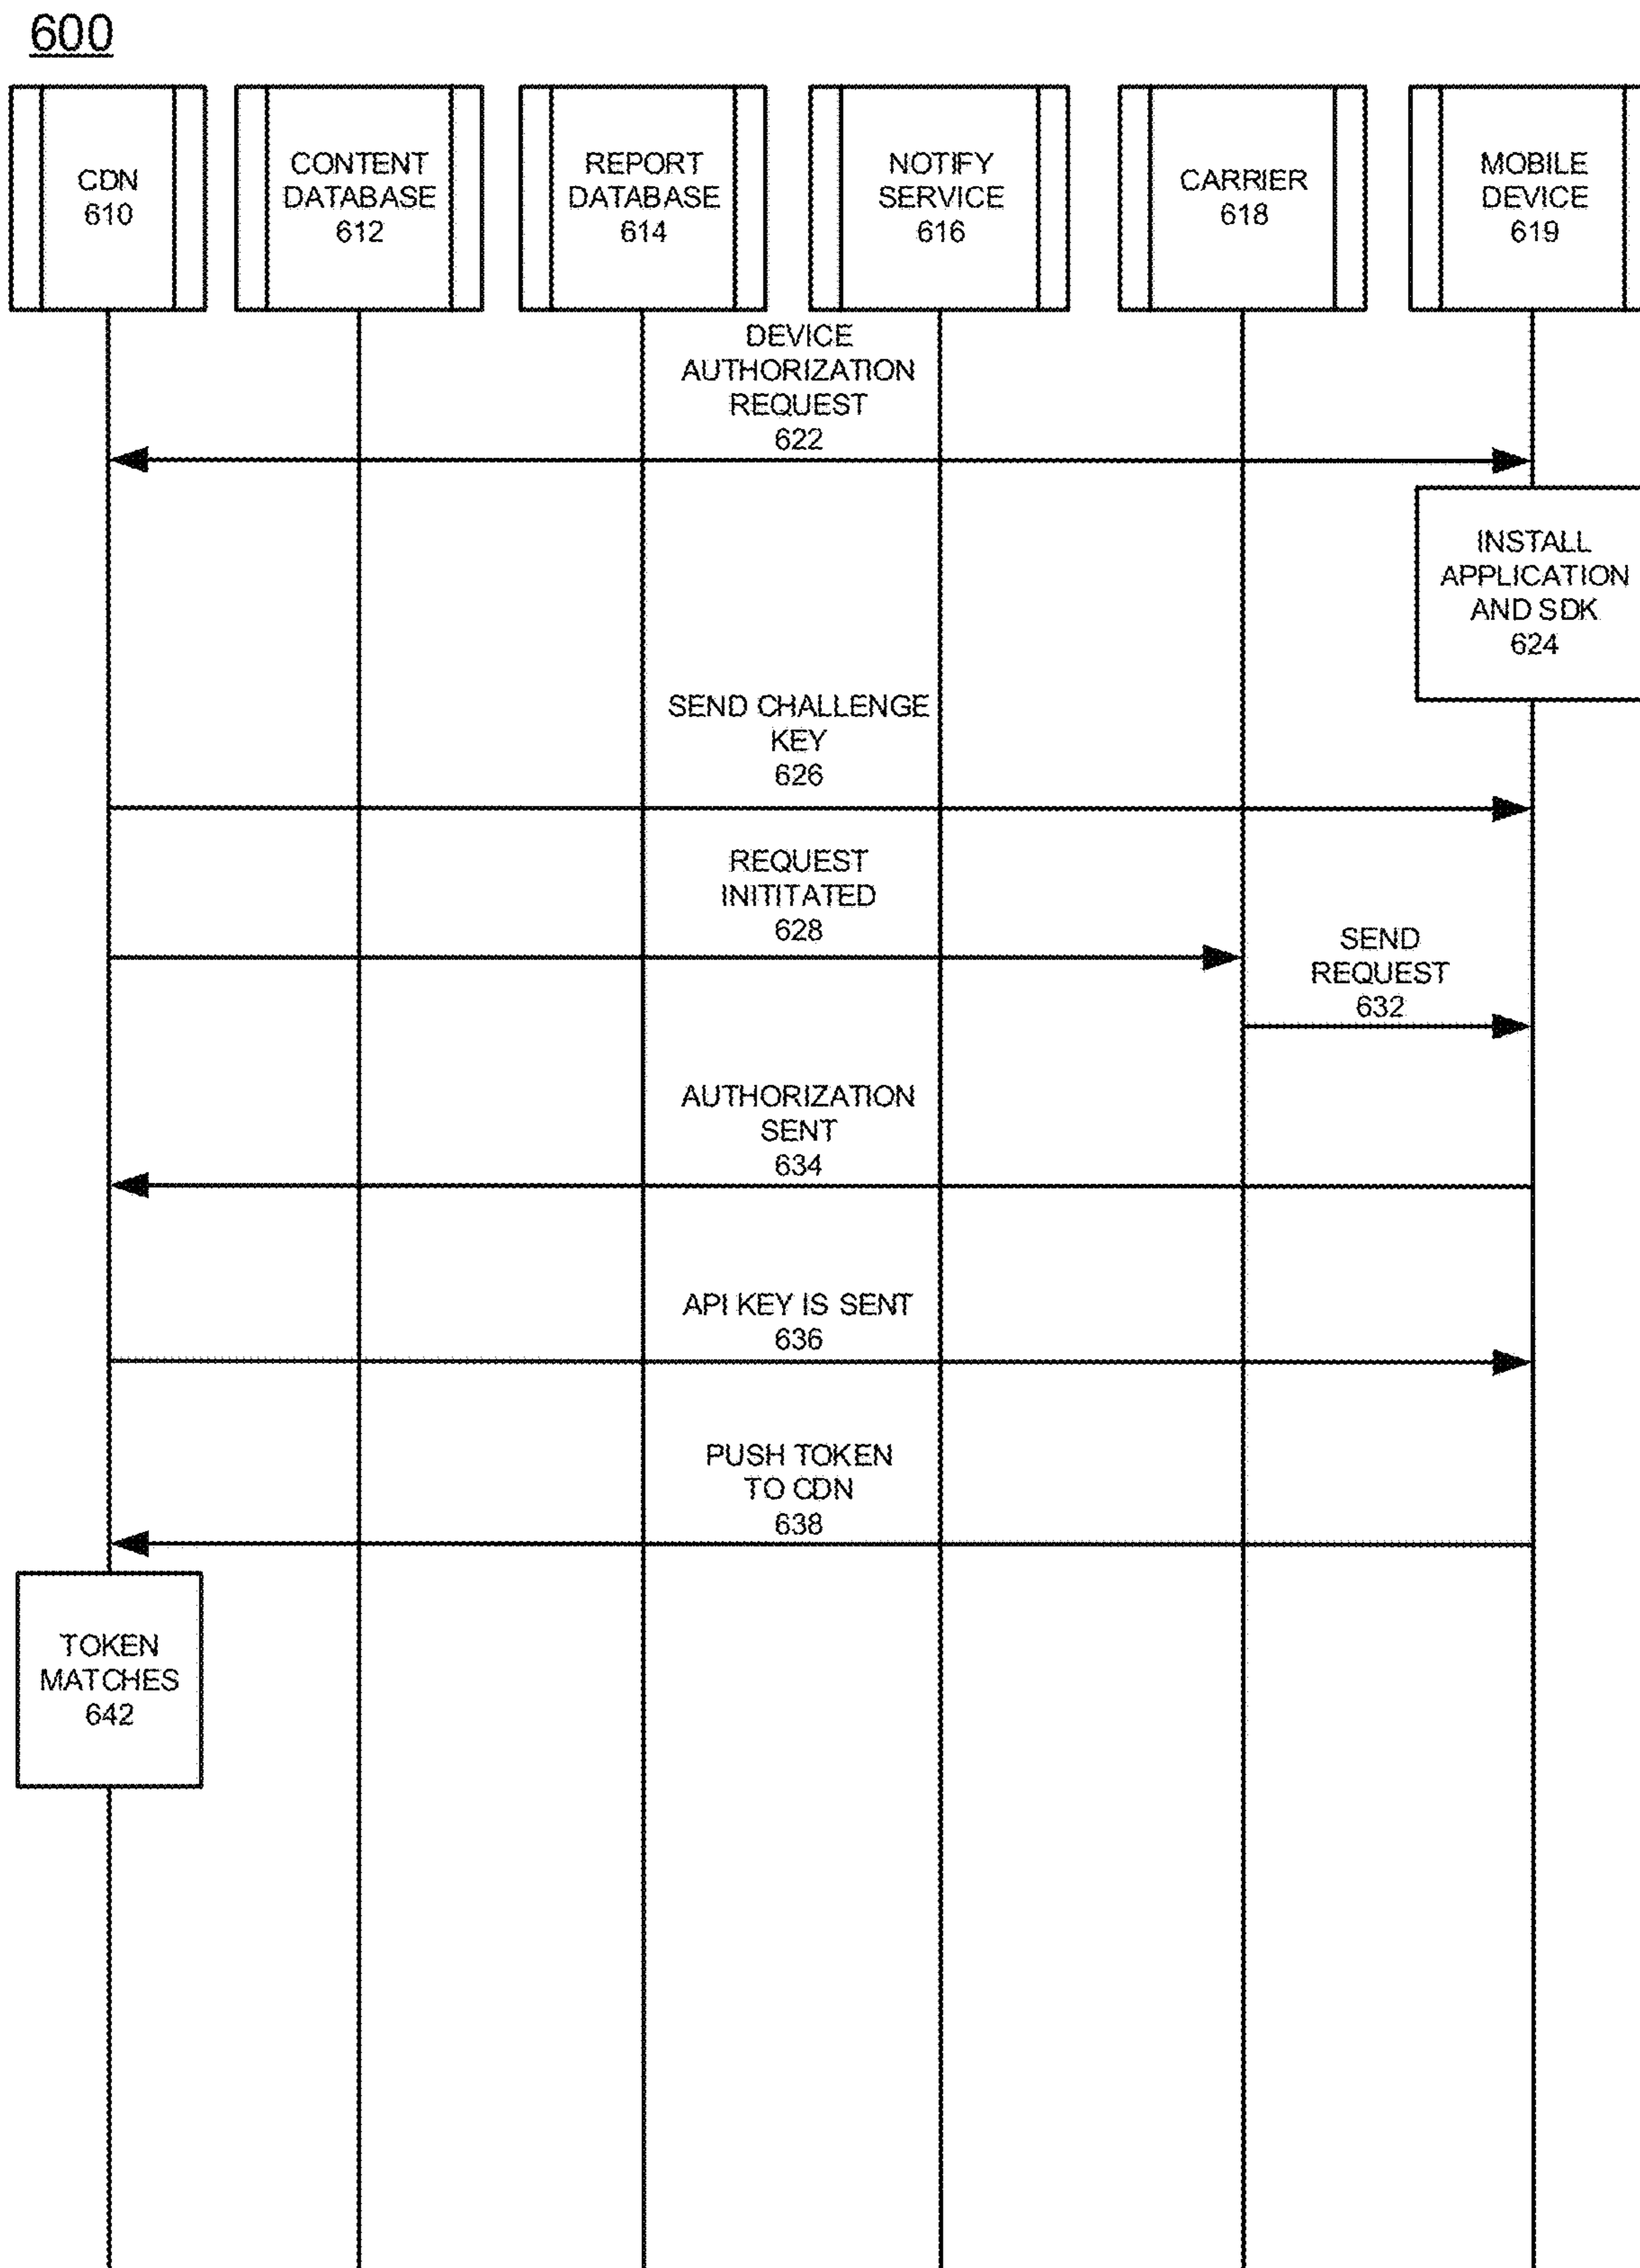 600
CDN
610
CONTENT
DATABASE
612
REPORT
DATABASE
614
NOTIFY
SERVICE
616
CARRIER
618
MOBILE
DEVICE
619
DEVICE
AUTHORIZATION
REQUEST
622
INSTALL
APPLICATION
AND SDK
624
SEND CHALLENGE
KEY
626
REQUEST
INITITATED
628
SEND
REQUEST
632
AUTHORIZATION
SENT
634
API KEY IS SENT
636
PUSH TOKEN
TO CDN
638
TOKEN
MATCHES
642